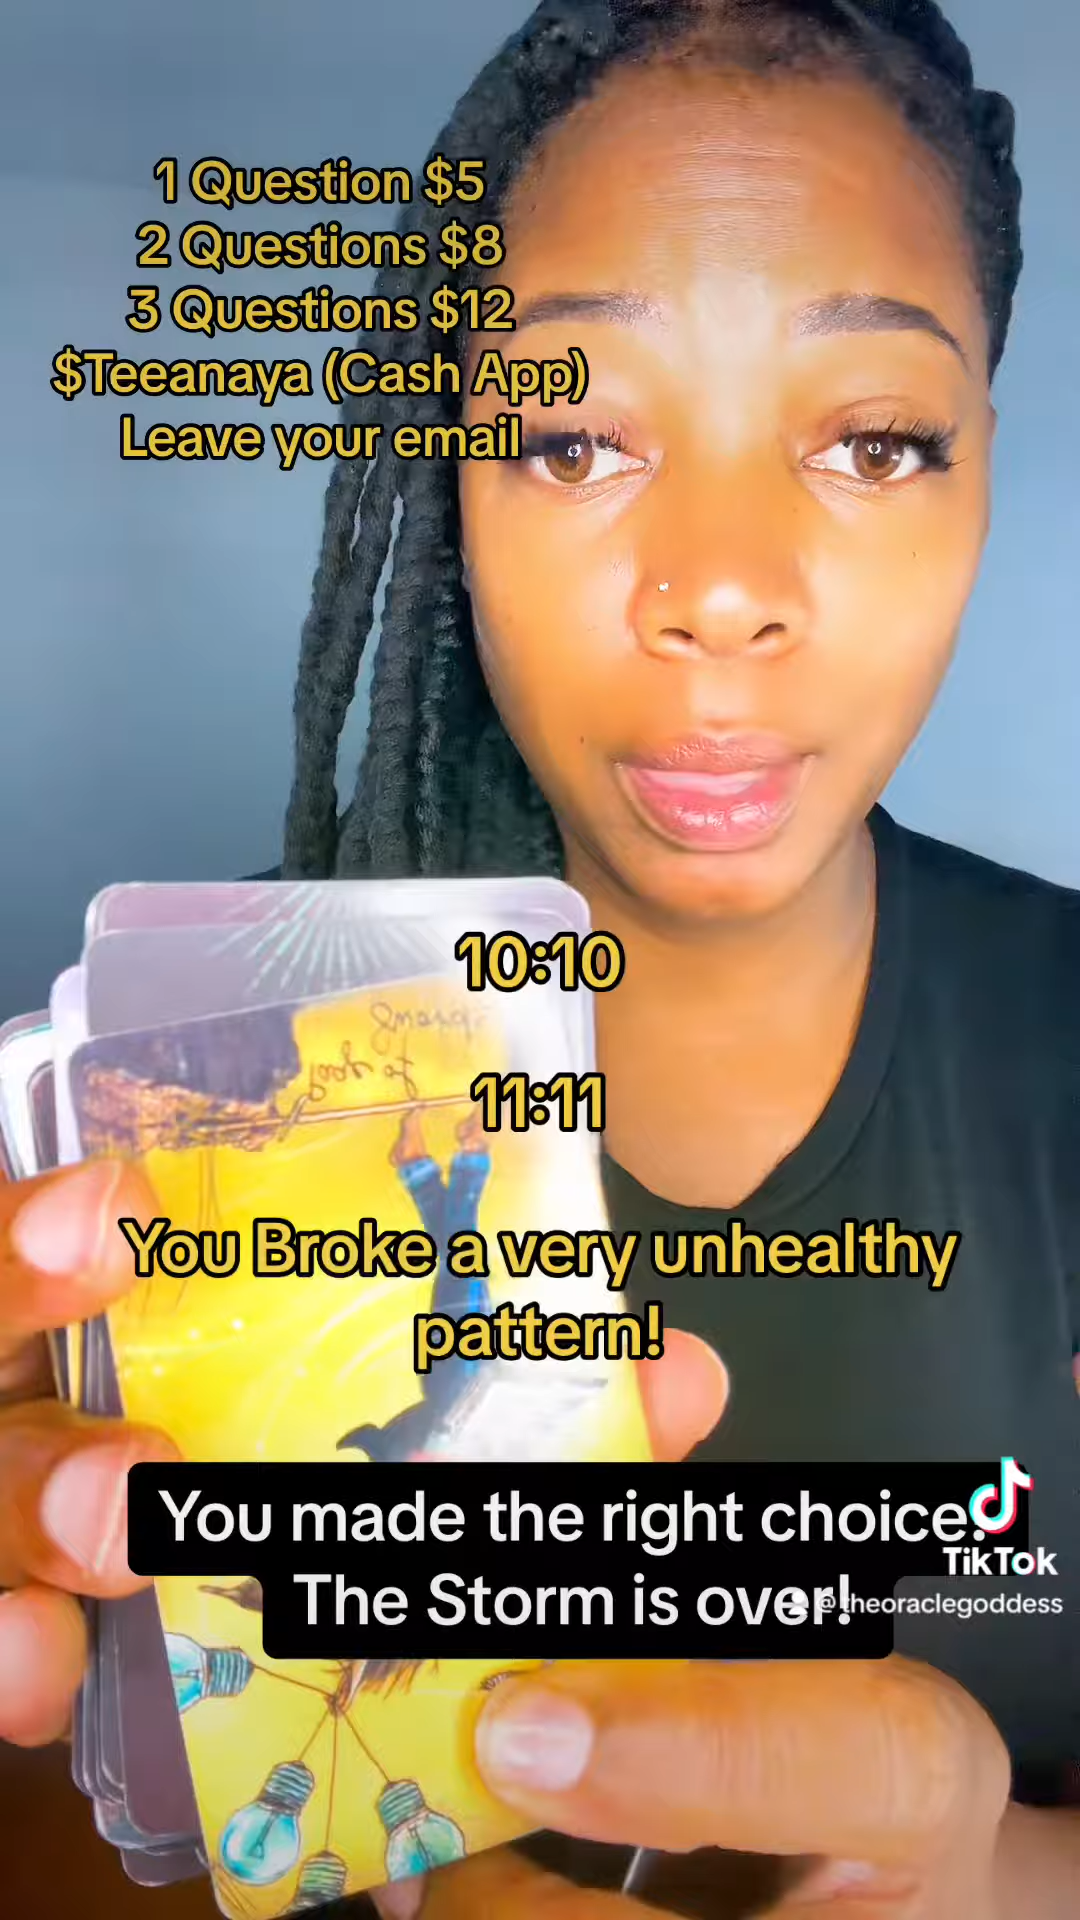 1 Question $5
2 Questions $8
3 Questions $12
$Teeanaya (Cash App)
Leave your email
10:10
11:11
You Broke a very unhealthy
pattern!
You made the right choice.
The Storm is over!
TikTok
@theoraclegoddess